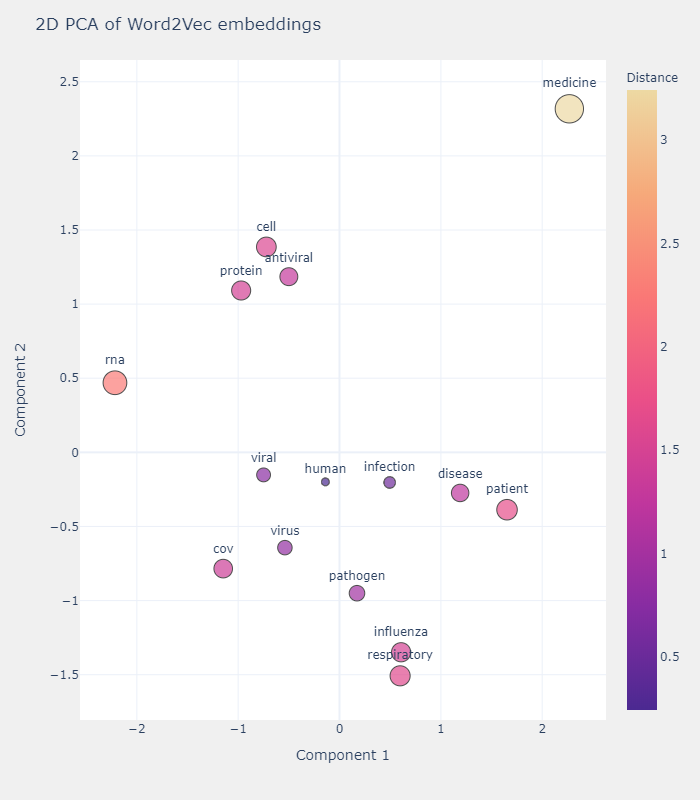 2D PCA of Word2Vec embeddings
Distance
medicine
cell
antiviral
protein
rna
viral
human
infection
disease
patient
virus
cov
pathogen
influenza
respiratory
2.5
2
1.5
1
0.5
0
−0.5
−1
−1.5
−2
−1
0
1
2
Component 1
Component 2
3
2.5
2
1.5
1
0.5